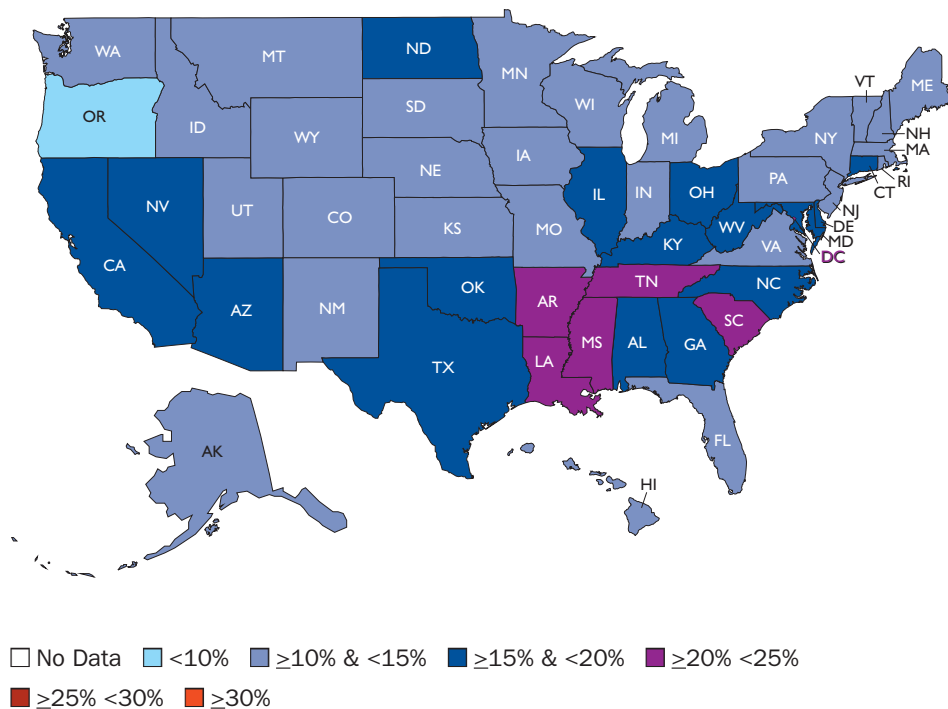 WA
MT
ND
MN
VT
ME
OR
ID
SD
WI
MI
NY
NH
MA
WY
IA
NE
PA
RI
CT
NV
UT
CO
IL
IN
OH
NJ
KS
MO
WV
DE
KY
VA
MD
DC
CA
AZ
NM
OK
AR
TN
NC
SC
TX
LA
MS
AL
GA
AK
FL
HI
No Data <10% ≥10% & <15% ≥15% & <20% ≥20% <25%
≥25% <30% ≥30%